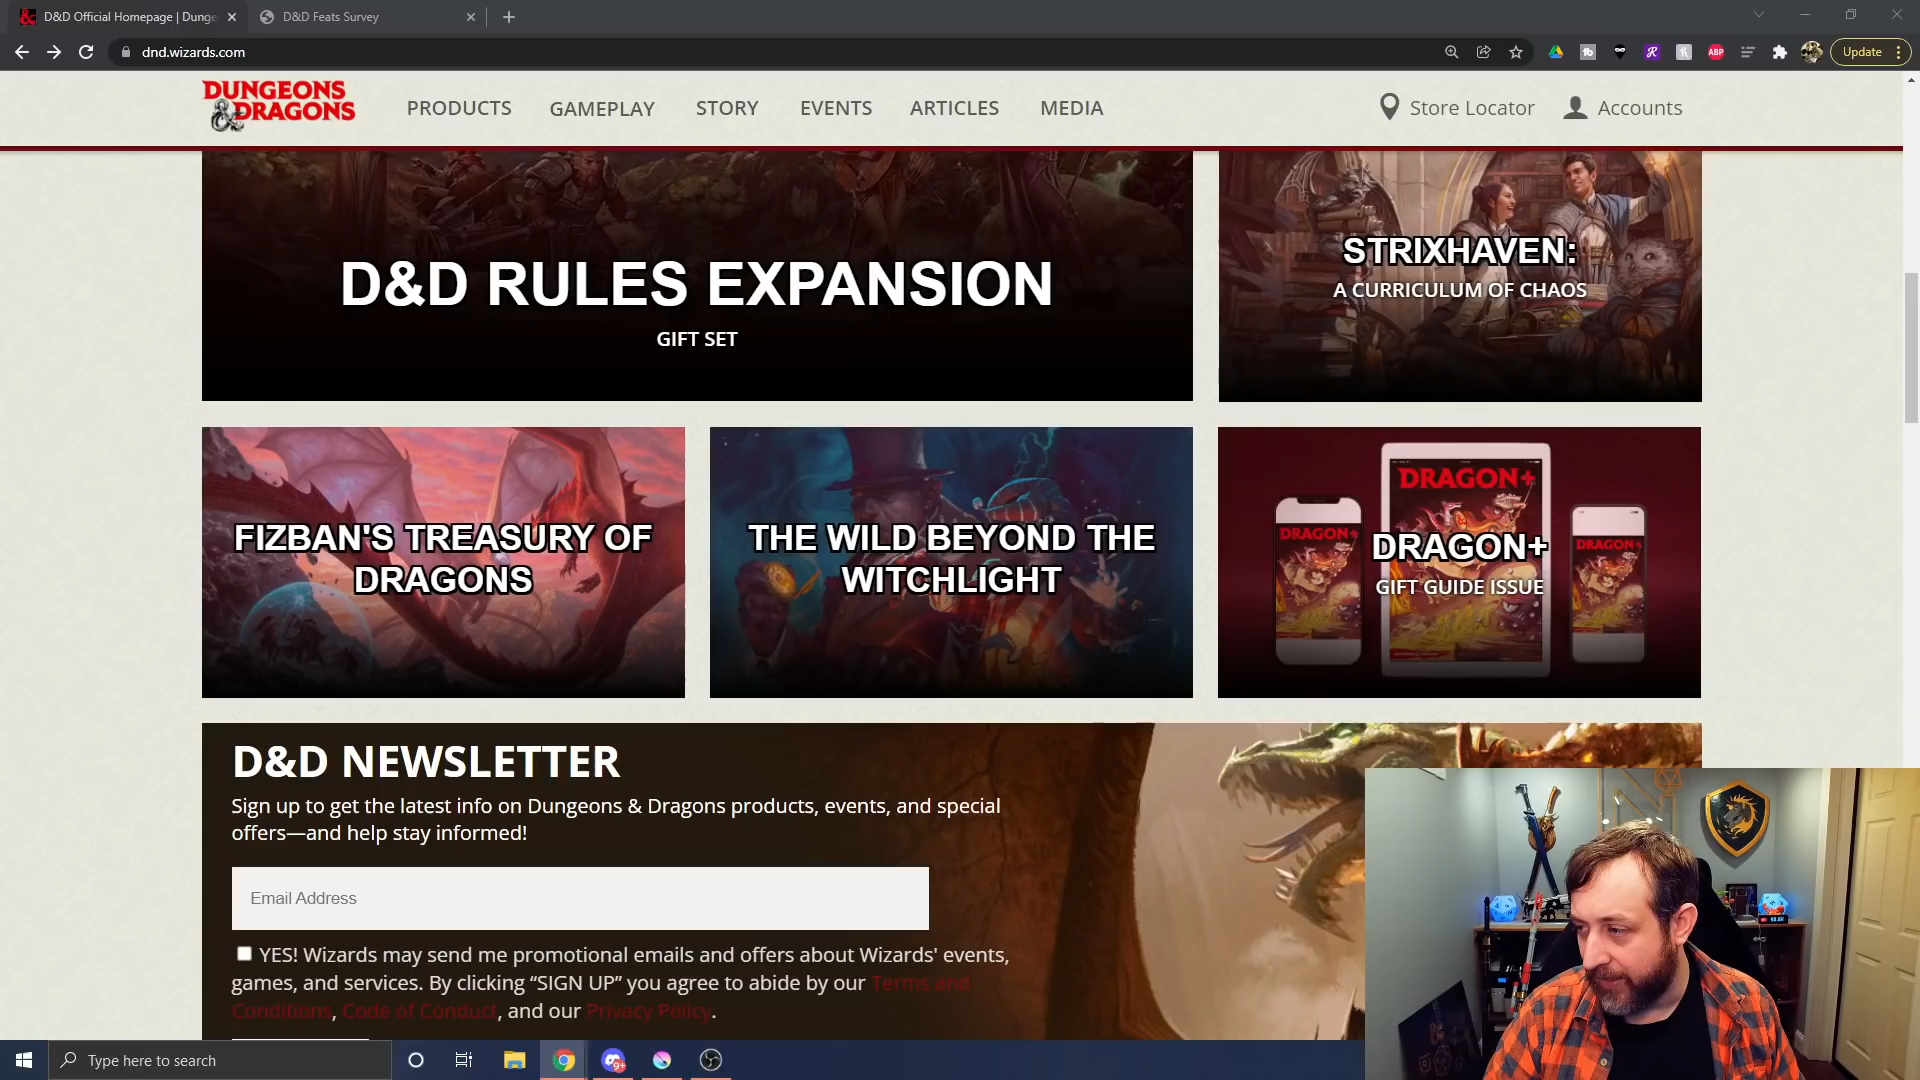 D&D Official Homepage | Dunge
D&D Feats Survey
dnd.wizards.com
Update
DUNGEONS
& DRAGONS
PRODUCTS
GAMEPLAY
STORY
EVENTS
ARTICLES
MEDIA
Store Locator
Accounts
D&D RULES EXPANSION
GIFT SET
STRIXHAVEN:
A CURRICULUM OF CHAOS
FIZBAN'S TREASURY OF
DRAGONS
THE WILD BEYOND THE
WITCHLIGHT
DRAGON+
DRAGON+
DRAGON+
DRAGON+
GIFT GUIDE ISSUE
D&D NEWSLETTER
Sign up to get the latest info on Dungeons & Dragons products, events, and special
offers—and help stay informed!
Email Address
YES! Wizards may send me promotional emails and offers about Wizards' events,
games, and services. By clicking “SIGN UP” you agree to abide by our Terms and
Conditions, Code of Conduct, and our Privacy Policy.
Type here to search
9+
ABP